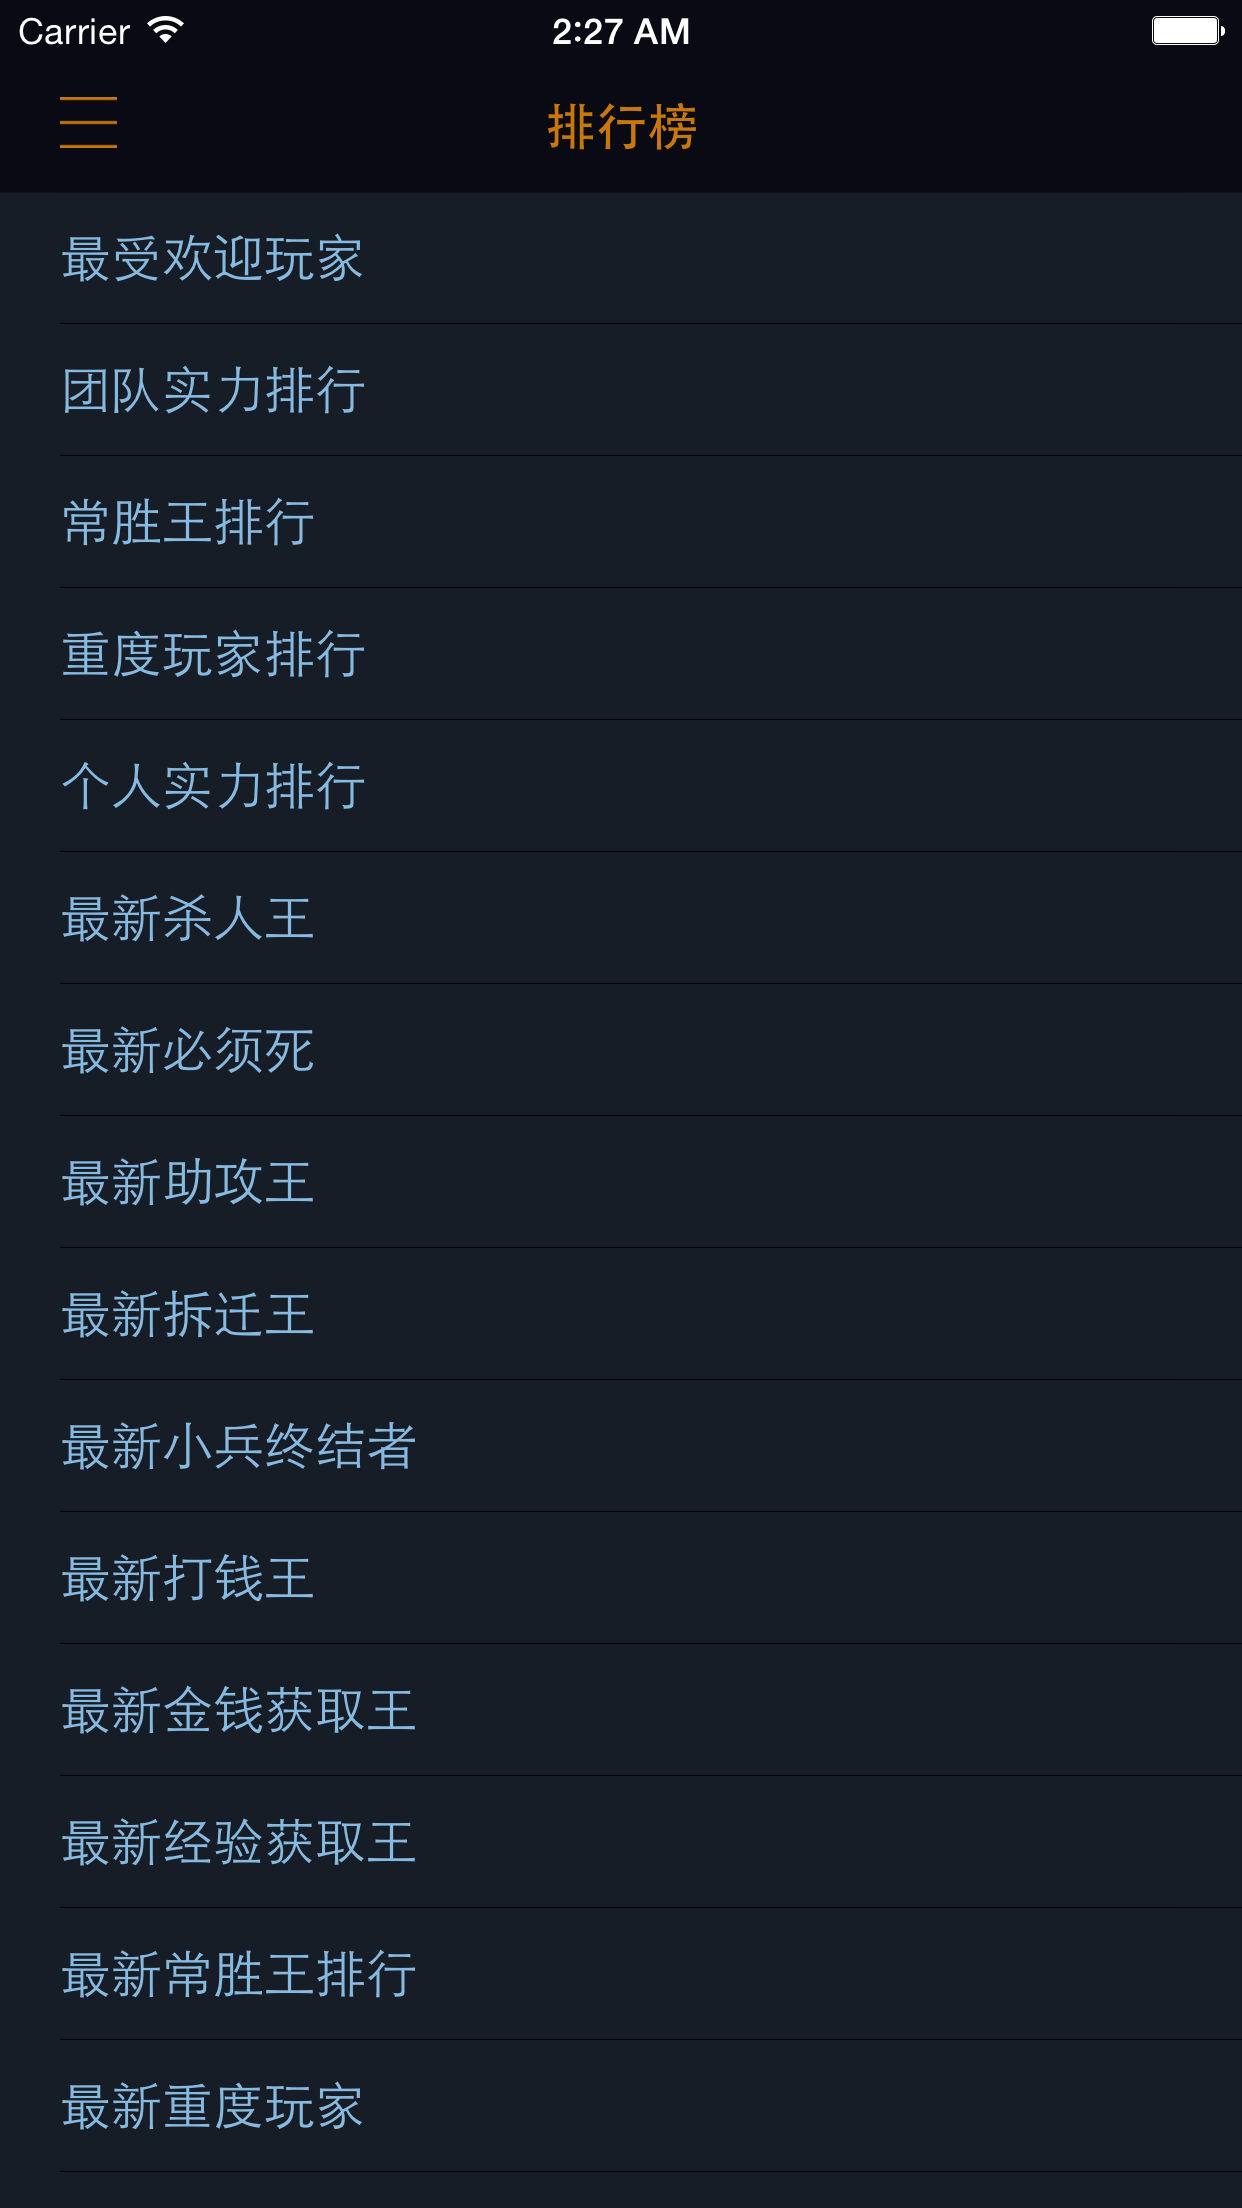 Carrier 2:27 AM
排行榜
最受欢迎玩家
团队实力排行
常胜王排行
重度玩家排行
个人实力排行
最新杀人王
最新必须死
最新助攻王
最新拆迁王
最新小兵终结者
最新打钱王
最新金钱获取王
最新经验获取王
最新常胜王排行
最新重度玩家